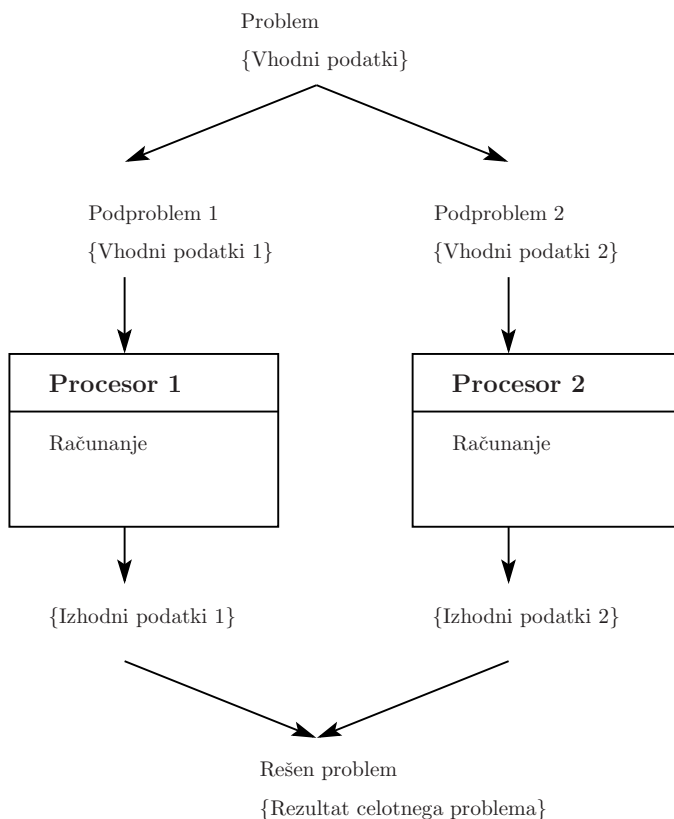 Problem
{Vhodni podatki}
Podproblem 1
{Vhodni podatki 1}
Podproblem 2
{Vhodni podatki 2}
Procesor 1
Računanje
Procesor 2
Računanje
{Izhodni podatki 1}
{Izhodni podatki 2}
Rešen problem
{Rezultat celotnega problema}